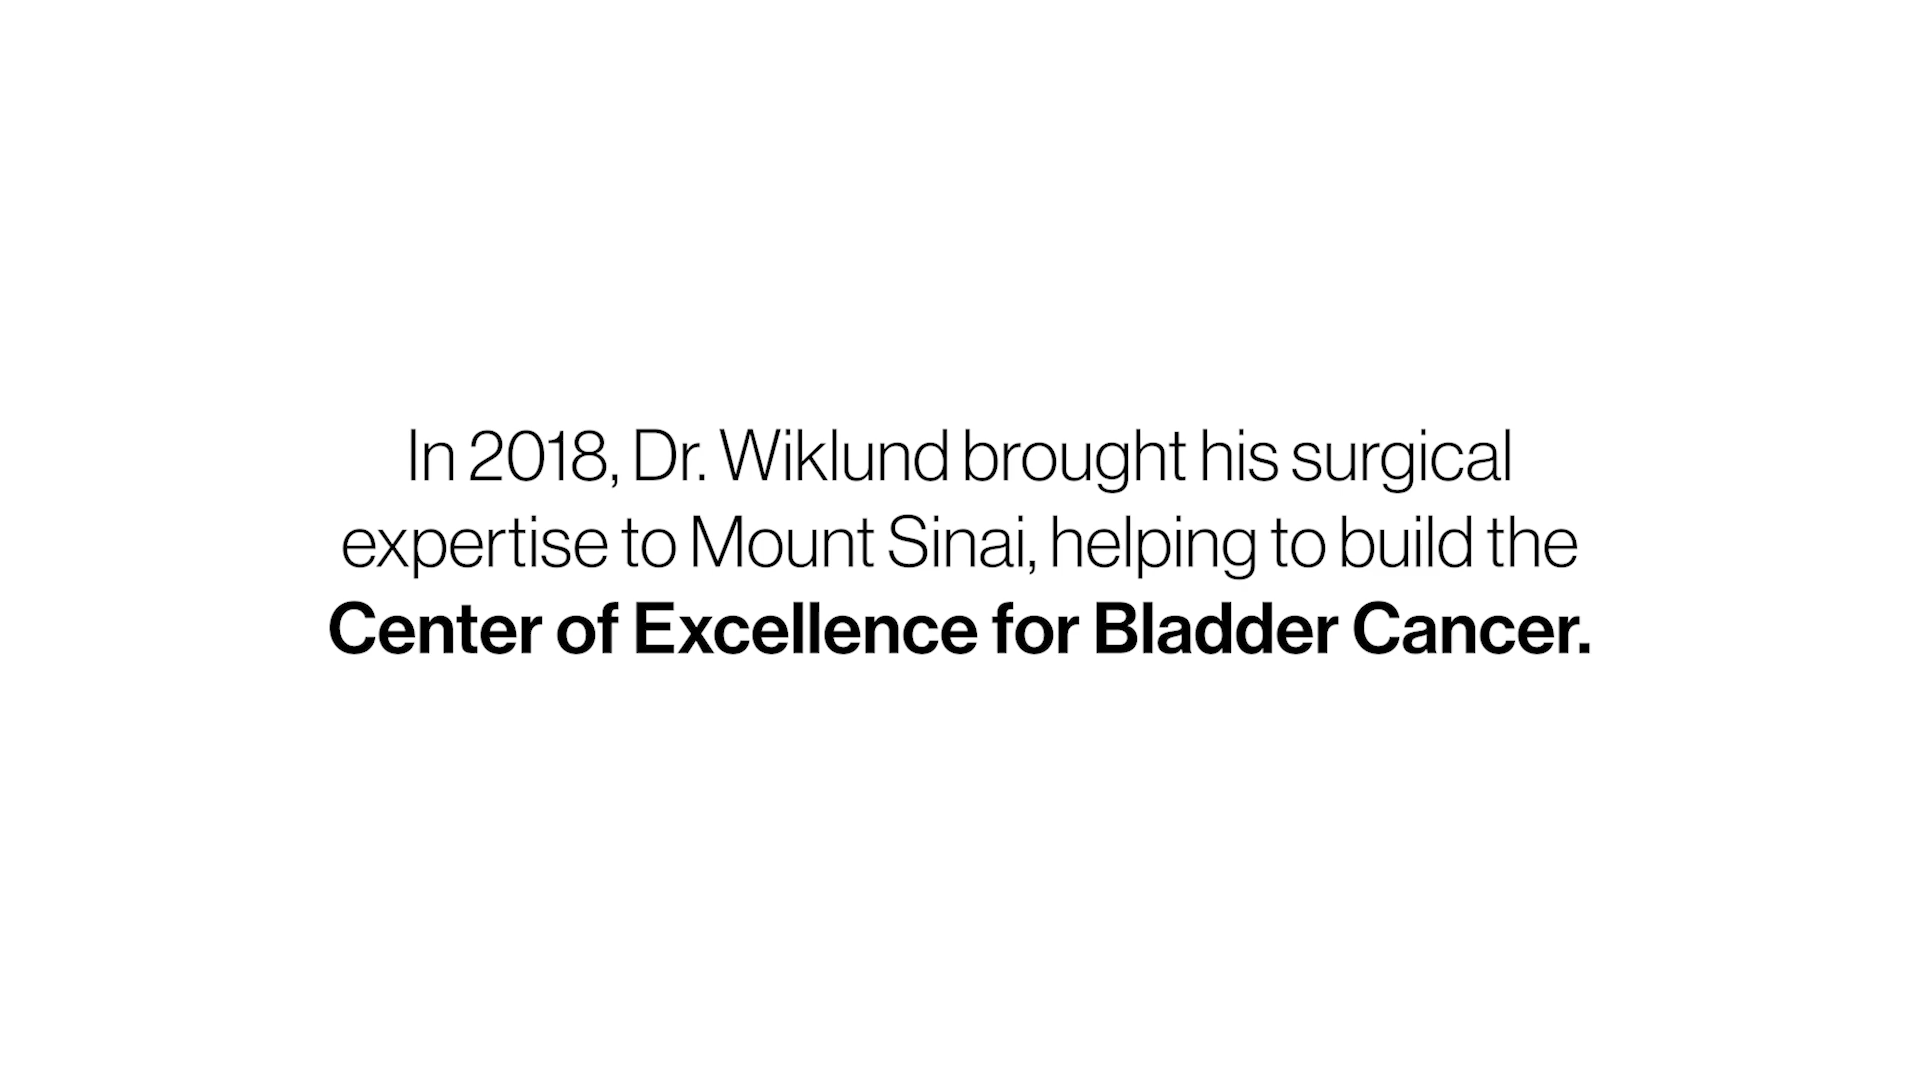 In 2018, Dr. Wiklund brought his surgical
expertise to Mount Sinai, helping to build the
Center of Excellence for Bladder Cancer.